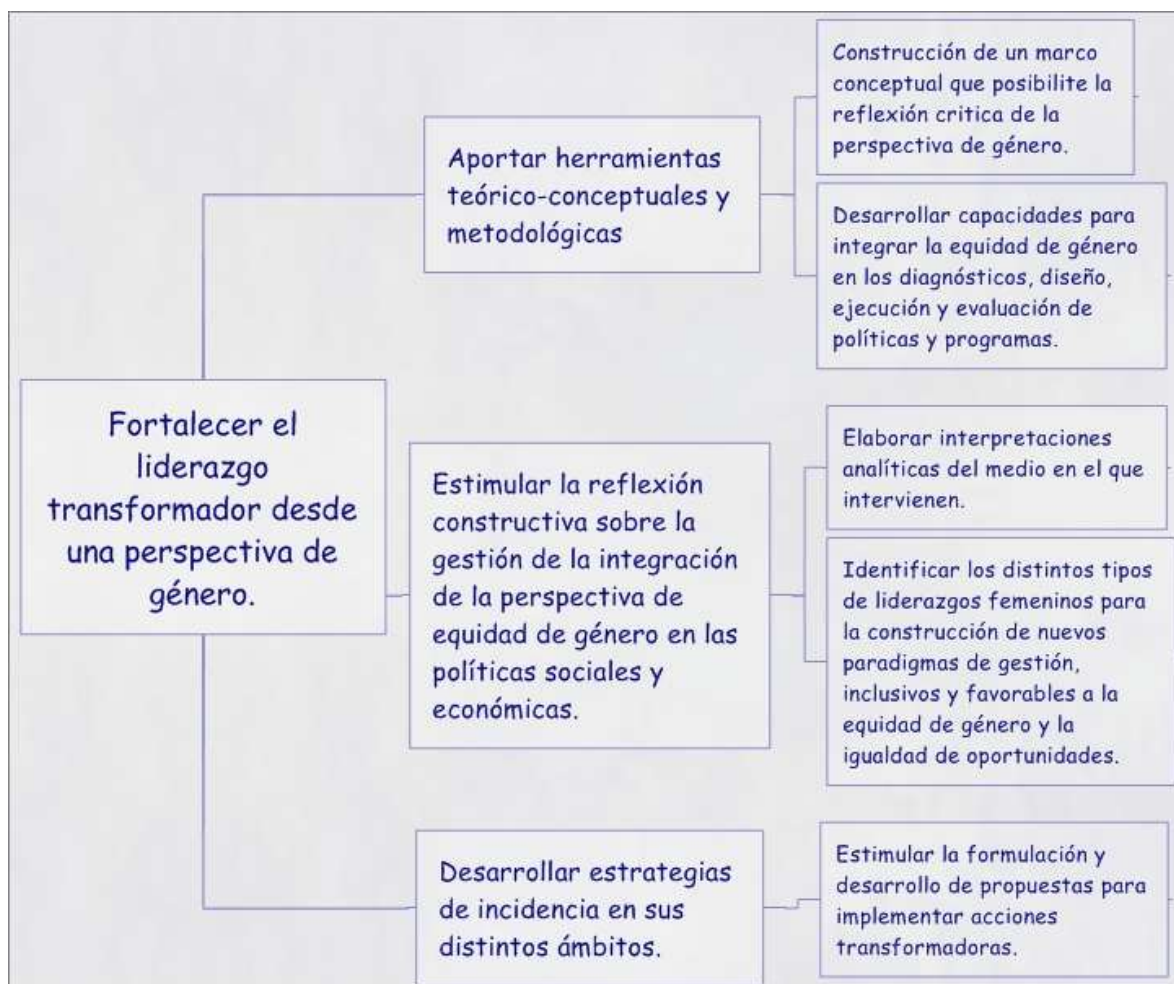 Fortalecer el
liderazgo
transformador desde
una perspectiva de
género.
Aportar herramientas
teórico-conceptuales y
metodológicas
Construcción de un marco
conceptual que posibilite la
reflexión critica de la
perspectiva de género.
Desarrollar capacidades para
integrar la equidad de género
en los diagnósticos, diseño,
ejecución y evaluación de
políticas y programas.
Estimular la reflexión
constructiva sobre la
gestión de la integración
de la perspectiva de
equidad de género en las
políticas sociales y
económicas.
Elaborar interpretaciones
analíticas del medio en el que
intervienen.
Identificar los distintos tipos
de liderazgos femeninos para
la construcción de nuevos
paradigmas de gestión,
inclusivos y favorables a la
equidad de género y la
igualdad de oportunidades.
Desarrollar estrategias
de incidencia en sus
distintos ámbitos.
Estimular la formulación y
desarrollo de propuestas para
implementar acciones
transformadoras.